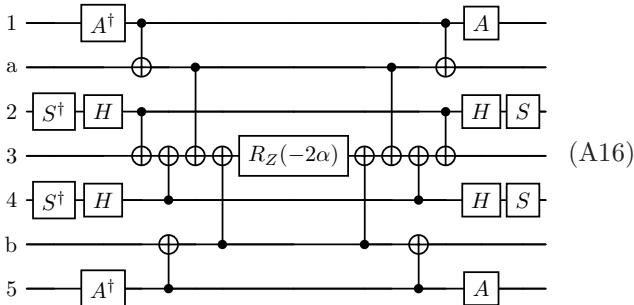 1 A† A
a
2 S† H H S
3 R_Z(−2α) (A16)
4 S† H H S
b
5 A† A